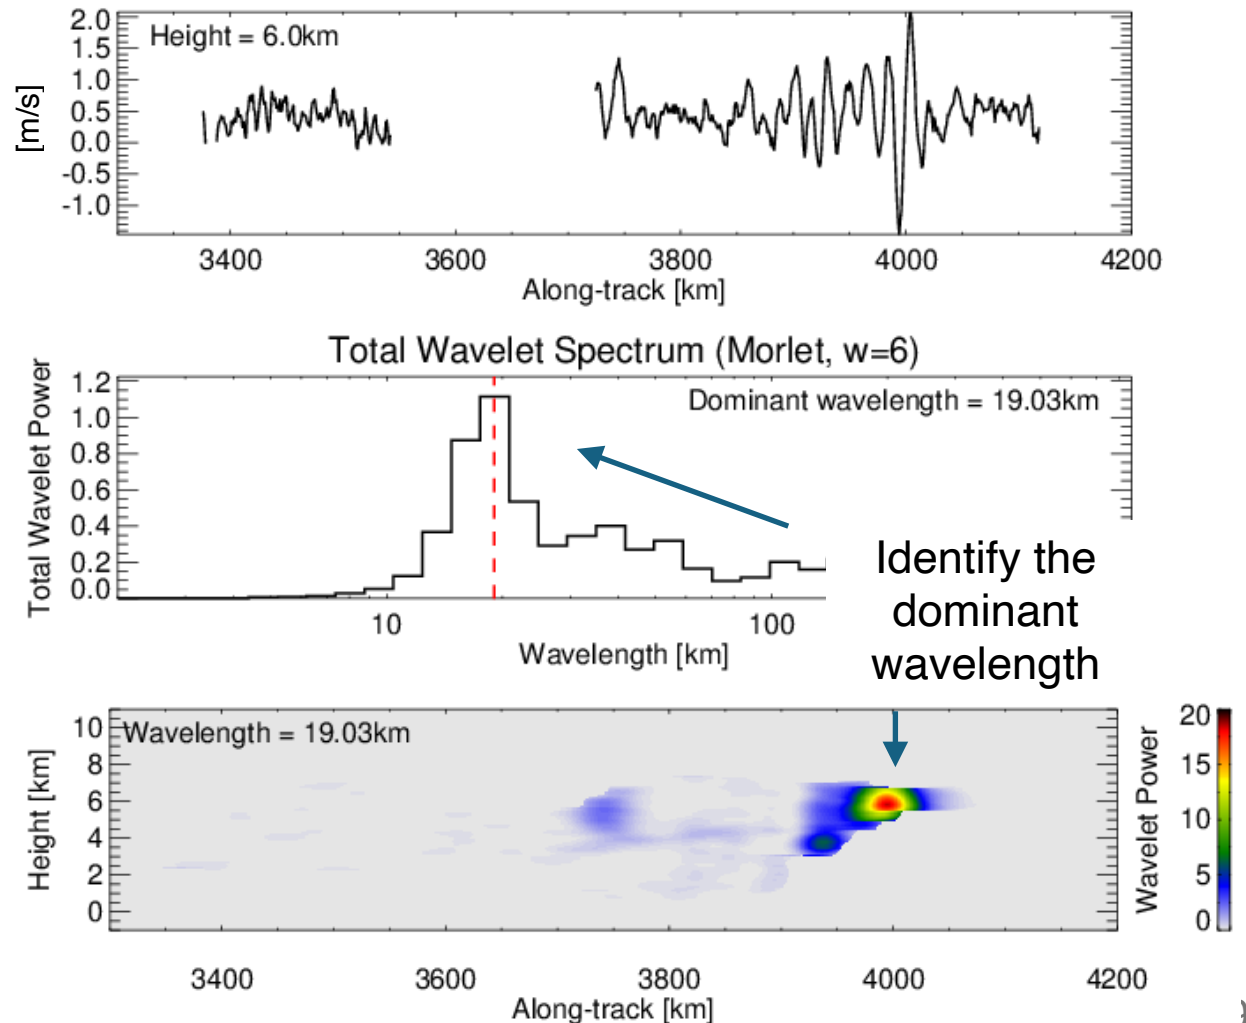 2.0
1.5
1.0
0.5
0.0
-0.5
-1.0
[m/s]
Height = 6.0km
3400 3600 3800 4000 4200
Along-track [km]
Total Wavelet Spectrum (Morlet, w=6)
1.2
1.0
0.8
0.6
0.4
0.2
0.0
Total Wavelet Power
Dominant wavelength = 19.03km
10 100
Wavelength [km]
Identify the
dominant
wavelength
10
8
6
4
2
0
Height [km]
Wavelength = 19.03km
3400 3600 3800 4000 4200
Along-track [km]
Wavelet Power
20
15
10
5
0